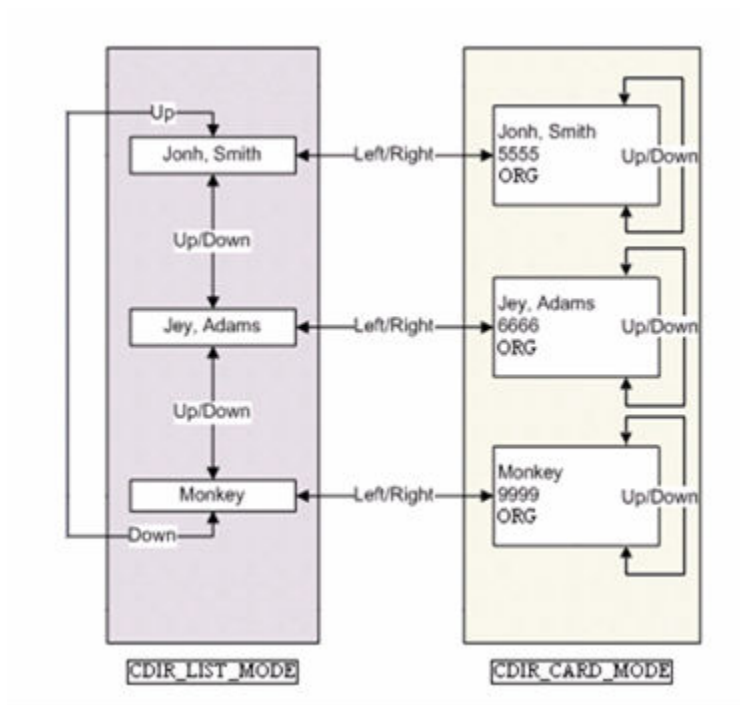 Up
Jonh, Smith
Left/Right
Jonh, Smith
5555
ORG
Up/Down
Up/Down
Jey, Adams
Left/Right
Jey, Adams
6666
ORG
Up/Down
Up/Down
Monkey
Left/Right
Monkey
9999
ORG
Up/Down
Down
CDIR_LIST_MODE
CDIR_CARD_MODE